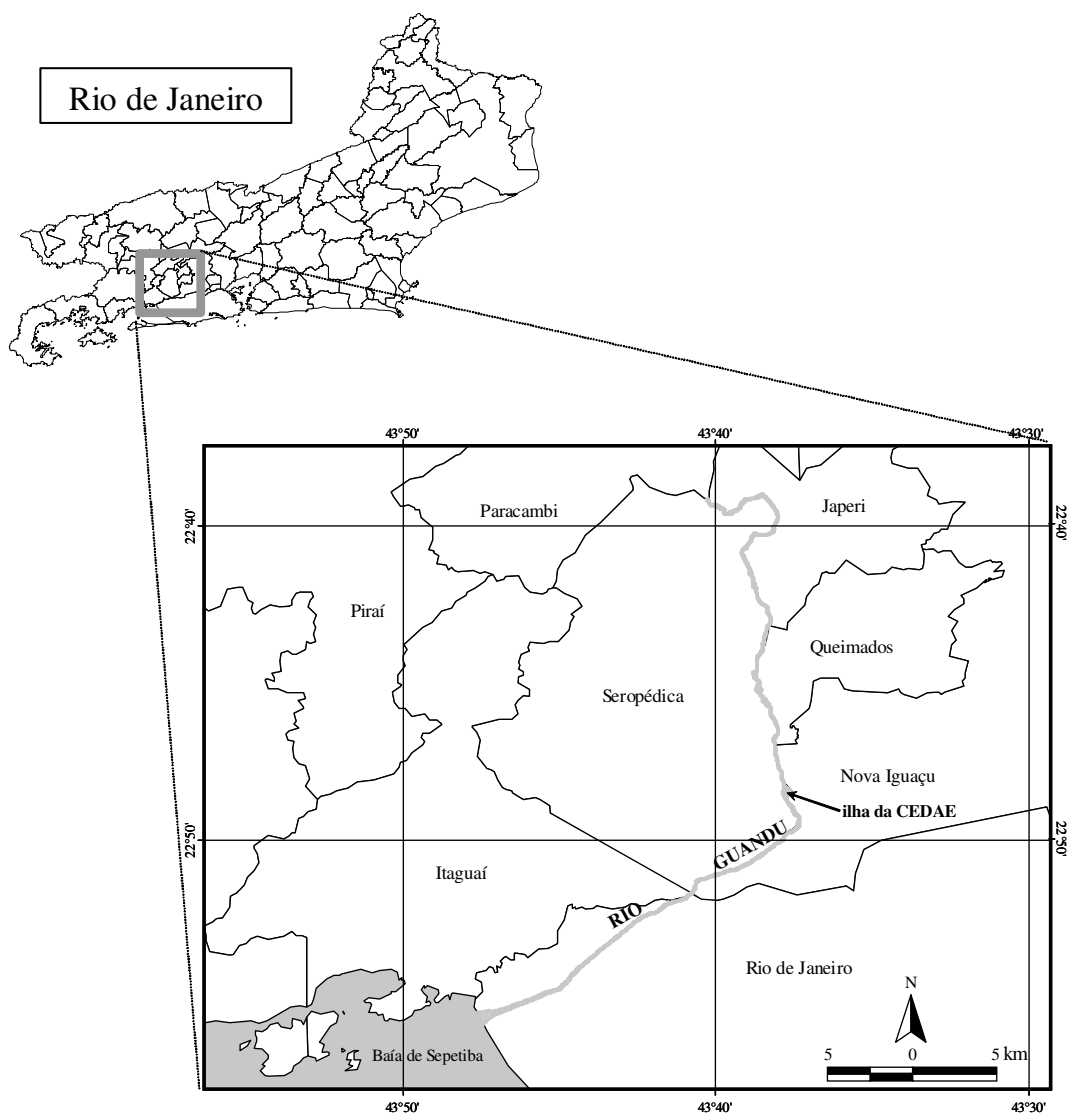 Rio de Janeiro
43°50'
43°40'
43°30'
Paracambi
Japeri
22°40'
22°40'
Piraí
Queimados
Seropédica
Nova Iguaçu
ilha da CEDAE
22°50'
22°50'
RIO GUANDU
Itaguaí
Rio de Janeiro
N
Baía de Sepetiba
5 0 5 km
43°50'
43°40'
43°30'